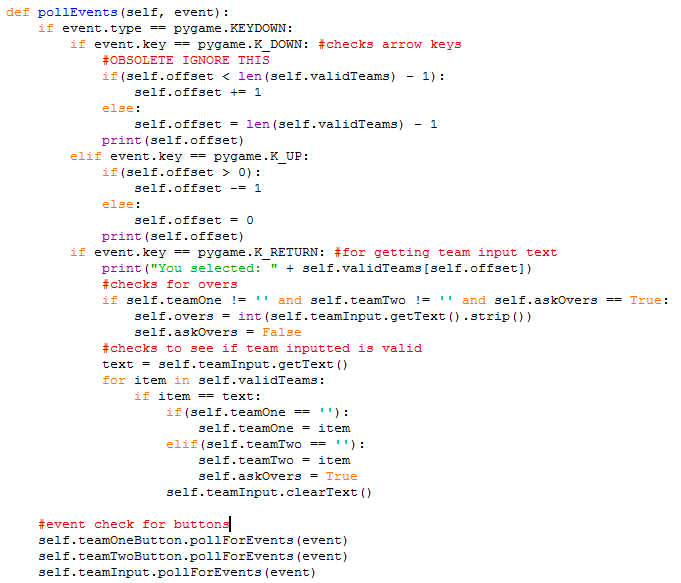 def pollEvents(self, event):
    if event.type == pygame.KEYDOWN:
        if event.key == pygame.K_DOWN: #checks arrow keys
            #OBSOLETE IGNORE THIS
            if(self.offset < len(self.validTeams) - 1):
                self.offset += 1
            else:
                self.offset = len(self.validTeams) - 1
            print(self.offset)
        elif event.key == pygame.K_UP:
            if(self.offset > 0):
                self.offset -= 1
            else:
                self.offset = 0
            print(self.offset)
        if event.key == pygame.K_RETURN: #for getting team input text
            print("You selected: " + self.validTeams[self.offset])
            #checks for overs
            if self.teamOne != '' and self.teamTwo != '' and self.askOvers == True:
                self.overs = int(self.teamInput.getText().strip())
                self.askOvers = False
            #checks to see if team inputted is valid
            text = self.teamInput.getText()
            for item in self.validTeams:
                if item == text:
                    if(self.teamOne == ''):
                        self.teamOne = item
                    elif(self.teamTwo == ''):
                        self.teamTwo = item
                        self.askOvers = True
                    self.teamInput.clearText()
    #event check for buttons
    self.teamOneButton.pollForEvents(event)
    self.teamTwoButton.pollForEvents(event)
    self.teamInput.pollForEvents(event)